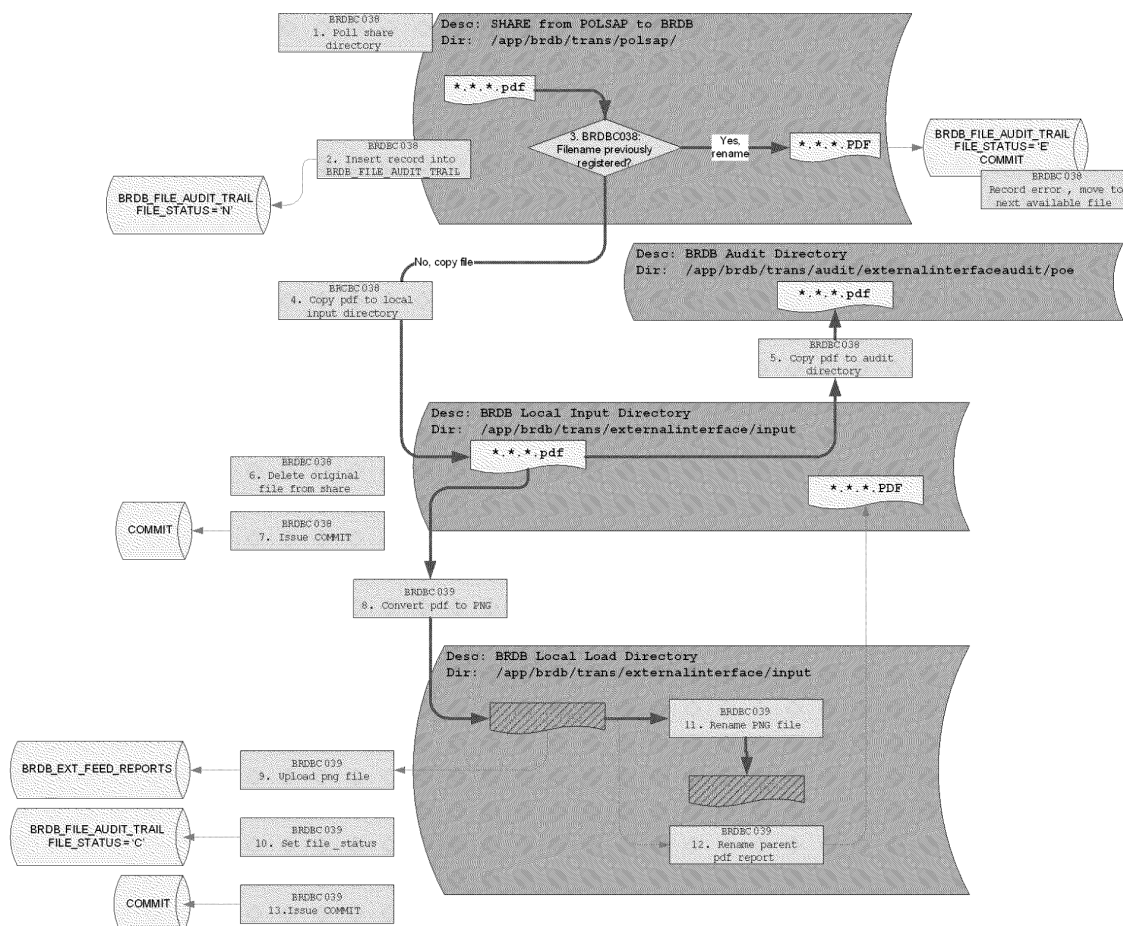 BRDBC038
1. Poll share
directory
Desc: SHARE from POLSAP to BRDB
Dir: /app/brdb/trans/polsap/
*.*.*.pdf
3. BRDBC038:
Filename previously
registered?
Yes,
rename
*.*.*.PDF
BRDB_FILE_AUDIT_TRAIL
FILE_STATUS = 'E'
COMMIT
BRDBC038
Record error , move to
next available file
BRDBC038
2. Insert record into
BRDB_FILE_AUDIT_TRAIL
BRDB_FILE_AUDIT_TRAIL
FILE_STATUS = 'N'
No, copy file
Desc: BRDB Audit Directory
Dir: /app/brdb/trans/audit/externalinterfaceaudit/poe
*.*.*.pdf
BRCBC038
4. Copy pdf to local
input directory
BRDBC038
5. Copy pdf to audit
directory
Desc: BRDB Local Input Directory
Dir: /app/brdb/trans/externalinterface/input
*.*.*.pdf
*.*.*.PDF
BRDBC038
6. Delete original
file from share
COMMIT
BRDBC038
7. Issue COMMIT
BRDBC039
8. Convert pdf to PNG
Desc: BRDB Local Load Directory
Dir: /app/brdb/trans/externalinterface/input
BRDBC039
11. Rename PNG file
BRDB_EXT_FEED_REPORTS
BRDBC039
9. Upload png file
BRDB_FILE_AUDIT_TRAIL
FILE_STATUS = 'C'
BRDBC039
10. Set file_status
BRDBC039
12. Rename parent
pdf report
COMMIT
BRDBC039
13.Issue COMMIT